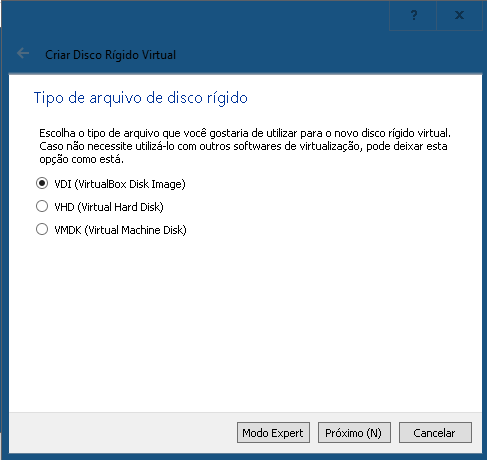 ?
×
← Criar Disco Rígido Virtual
Tipo de arquivo de disco rígido
Escolha o tipo de arquivo que você gostaria de utilizar para o novo disco rígido virtual.
Caso não necessite utilizá-lo com outros softwares de virtualização, pode deixar esta
opção como está.
VDI (VirtualBox Disk Image)
VHD (Virtual Hard Disk)
VMDK (Virtual Machine Disk)
Modo Expert
Próximo (N)
Cancelar